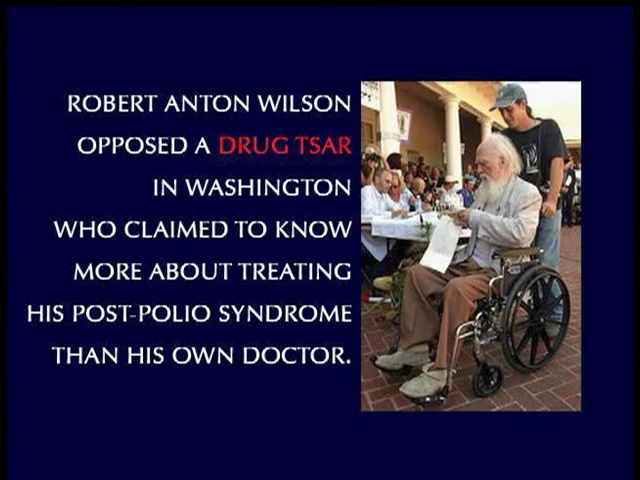 ROBERT ANTON WILSON
OPPOSED A DRUG TSAR
IN WASHINGTON
WHO CLAIMED TO KNOW
MORE ABOUT TREATING
HIS POST-POLIO SYNDROME
THAN HIS OWN DOCTOR.